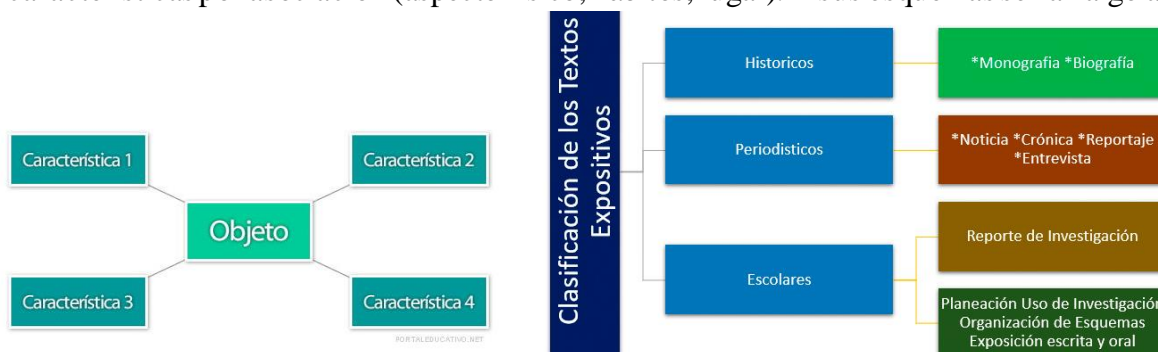 Característica 1
Característica 2
Objeto
Característica 3
Característica 4
PORTALEDUCATIVO.NET
Clasificación de los Textos
Expositivos
Historicos
*Monografia *Biografía
Periodisticos
*Noticia *Crónica *Reportaje
*Entrevista
Escolares
Reporte de Investigación
Planeación Uso de Investigación
Organización de Esquemas
Exposición escrita y oral